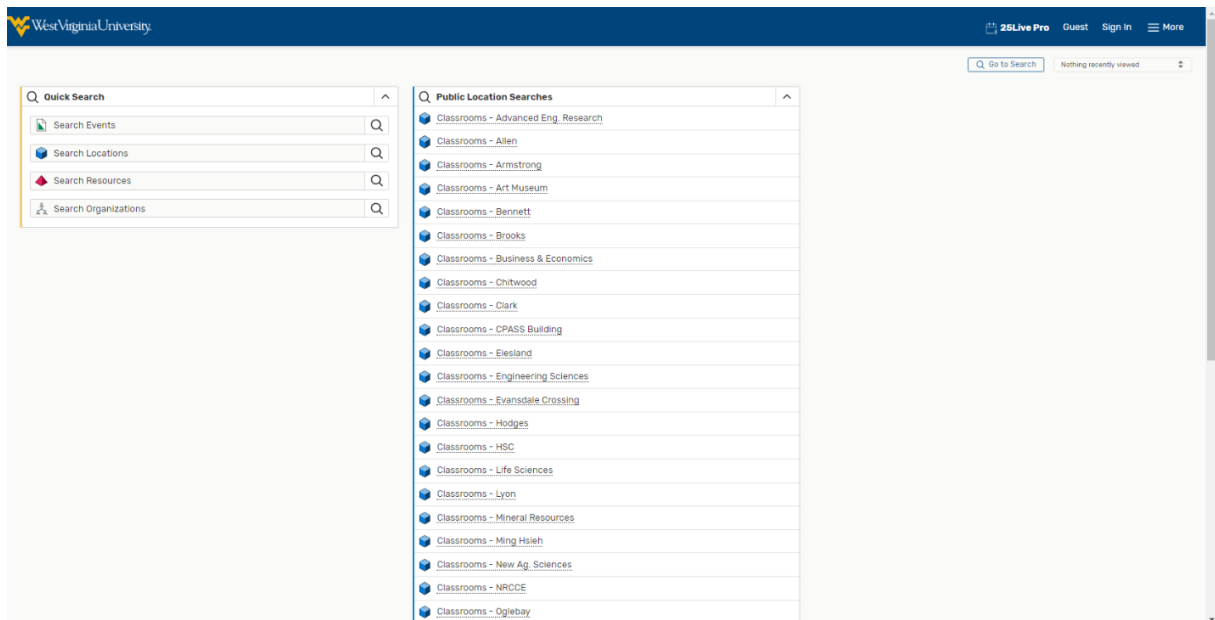 West Virginia University.
25Live Pro Guest Sign In More
Go to Search Nothing recently viewed
Quick Search
Search Events
Search Locations
Search Resources
Search Organizations
Public Location Searches
Classrooms - Advanced Eng. Research
Classrooms - Allen
Classrooms - Armstrong
Classrooms - Art Museum
Classrooms - Bennett
Classrooms - Brooks
Classrooms - Business & Economics
Classrooms - Chitwood
Classrooms - Clark
Classrooms - CPASS Building
Classrooms - Eiesland
Classrooms - Engineering Sciences
Classrooms - Evansdale Crossing
Classrooms - Hodges
Classrooms - HSC
Classrooms - Life Sciences
Classrooms - Lyon
Classrooms - Mineral Resources
Classrooms - Ming Hsieh
Classrooms - New Ag. Sciences
Classrooms - NRCCE
Classrooms - Oglebay